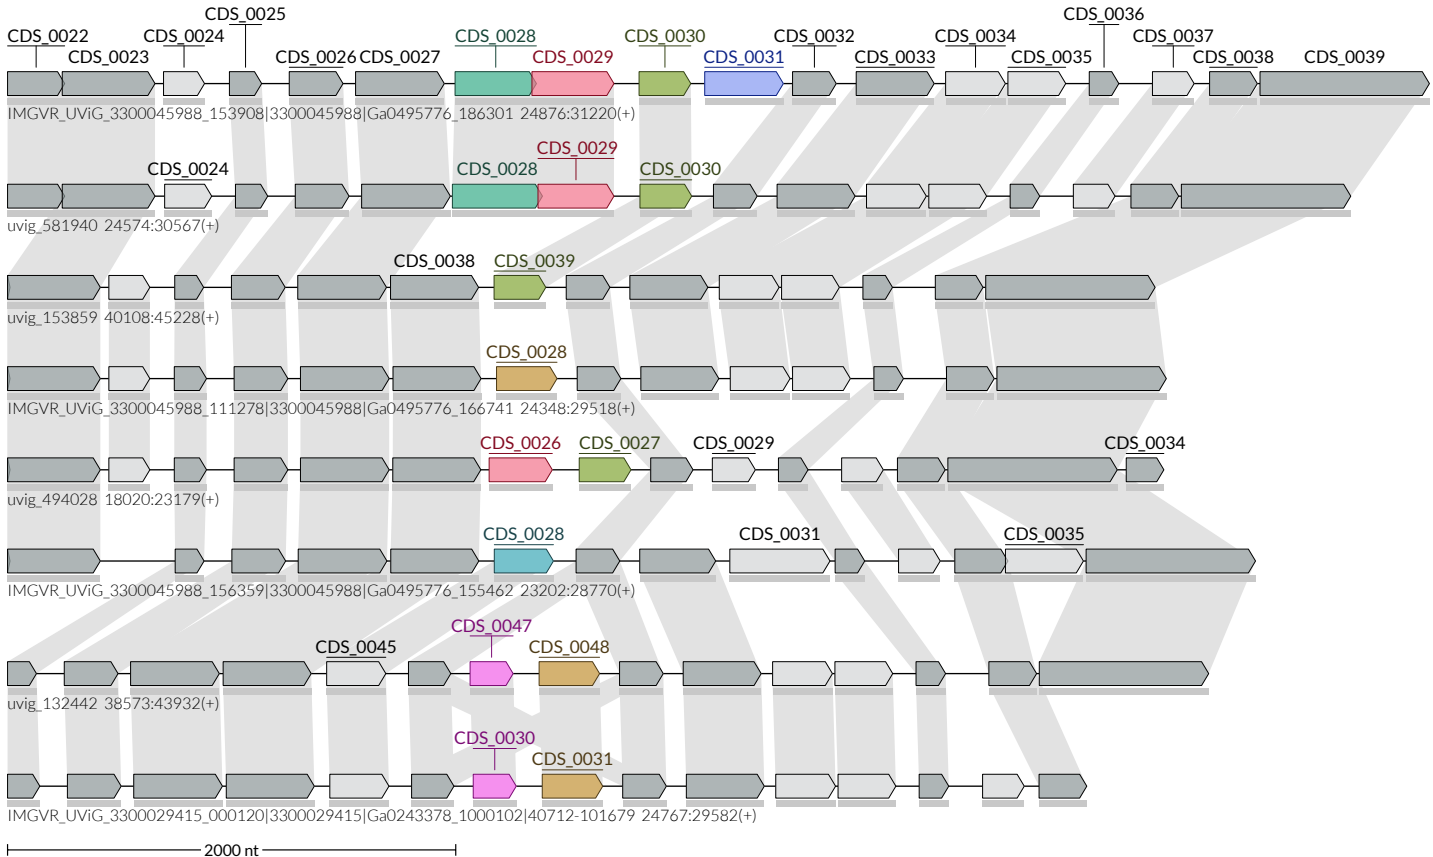 CDS_0022 CDS_0023 CDS_0024 CDS_0025 CDS_0026 CDS_0027 CDS_0028 CDS_0029 CDS_0030 CDS_0031 CDS_0032 CDS_0033 CDS_0034 CDS_0035 CDS_0036 CDS_0037 CDS_0038 CDS_0039
IMGVR_UViG_3300045988_153908|3300045988|Ga0495776_186301 24876:31220(+)
CDS_0024 CDS_0028 CDS_0029 CDS_0030
uvig_581940 24574:30567(+)
CDS_0038 CDS_0039
uvig_153859 40108:45228(+)
CDS_0028
IMGVR_UViG_3300045988_111278|3300045988|Ga0495776_166741 24348:29518(+)
CDS_0026 CDS_0027 CDS_0029 CDS_0034
uvig_494028 18020:23179(+)
CDS_0028 CDS_0031 CDS_0035
IMGVR_UViG_3300045988_156359|3300045988|Ga0495776_155462 23202:28770(+)
CDS_0045 CDS_0047 CDS_0048
uvig_132442 38573:43932(+)
CDS_0030 CDS_0031
IMGVR_UViG_3300029415_000120|3300029415|Ga0243378_1000102|40712-101679 24767:29582(+)
2000 nt